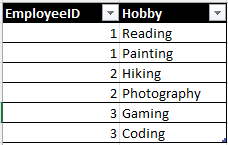 EmployeeID Hobby
1 Reading
1 Painting
2 Hiking
2 Photography
3 Gaming
3 Coding